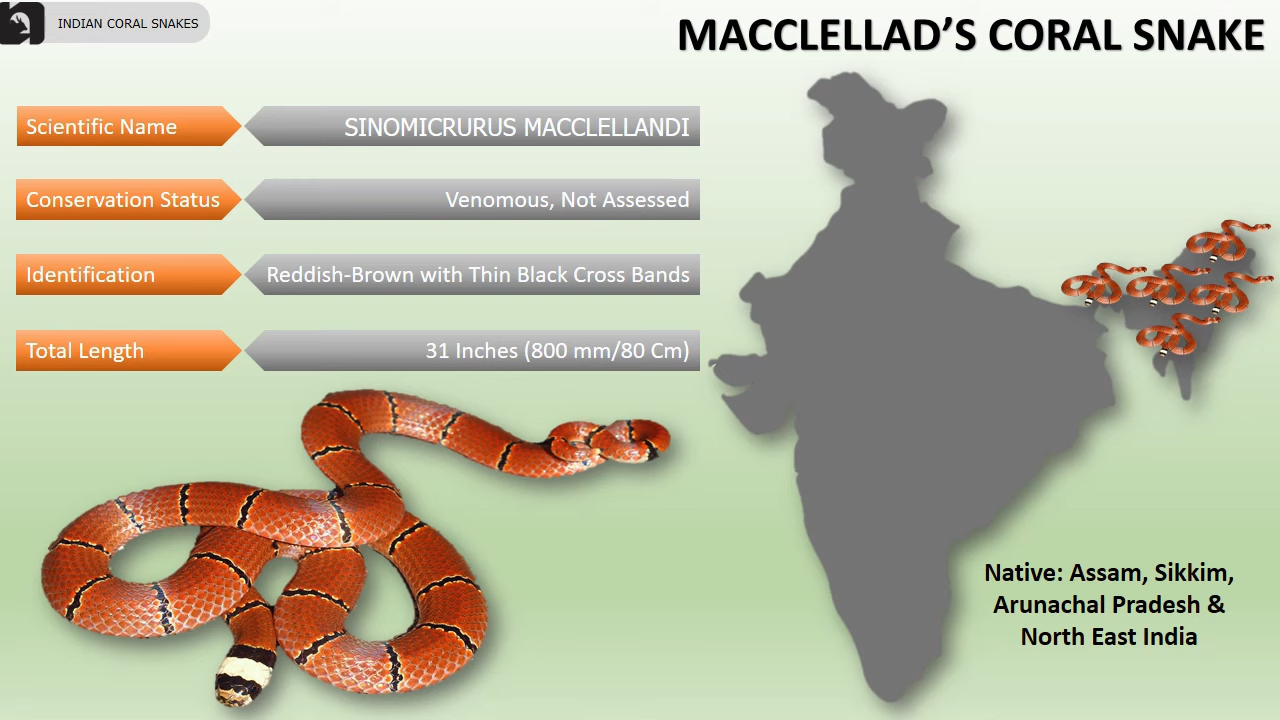 INDIAN CORAL SNAKES
MACCLELLAD’S CORAL SNAKE
Scientific Name
SINOMICRURUS MACCLELLANDI
Conservation Status
Venomous, Not Assessed
Identification
Reddish-Brown with Thin Black Cross Bands
Total Length
31 Inches (800 mm/80 Cm)
Native: Assam, Sikkim,
Arunachal Pradesh &
North East India